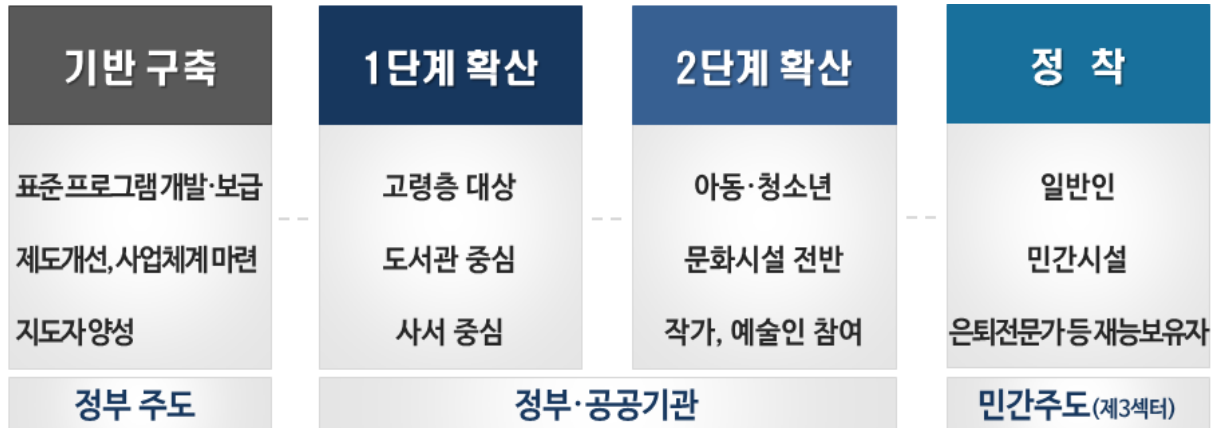 기반 구축
표준 프로그램 개발·보급
제도개선, 사업체계 마련
지도자 양성
정부 주도
1단계 확산
고령층 대상
도서관 중심
사서 중심
2단계 확산
아동·청소년
문화시설 전반
작가, 예술인 참여
정부·공공기관
정 착
일반인
민간시설
은퇴전문가 등 재능보유자
민간주도(제3섹터)